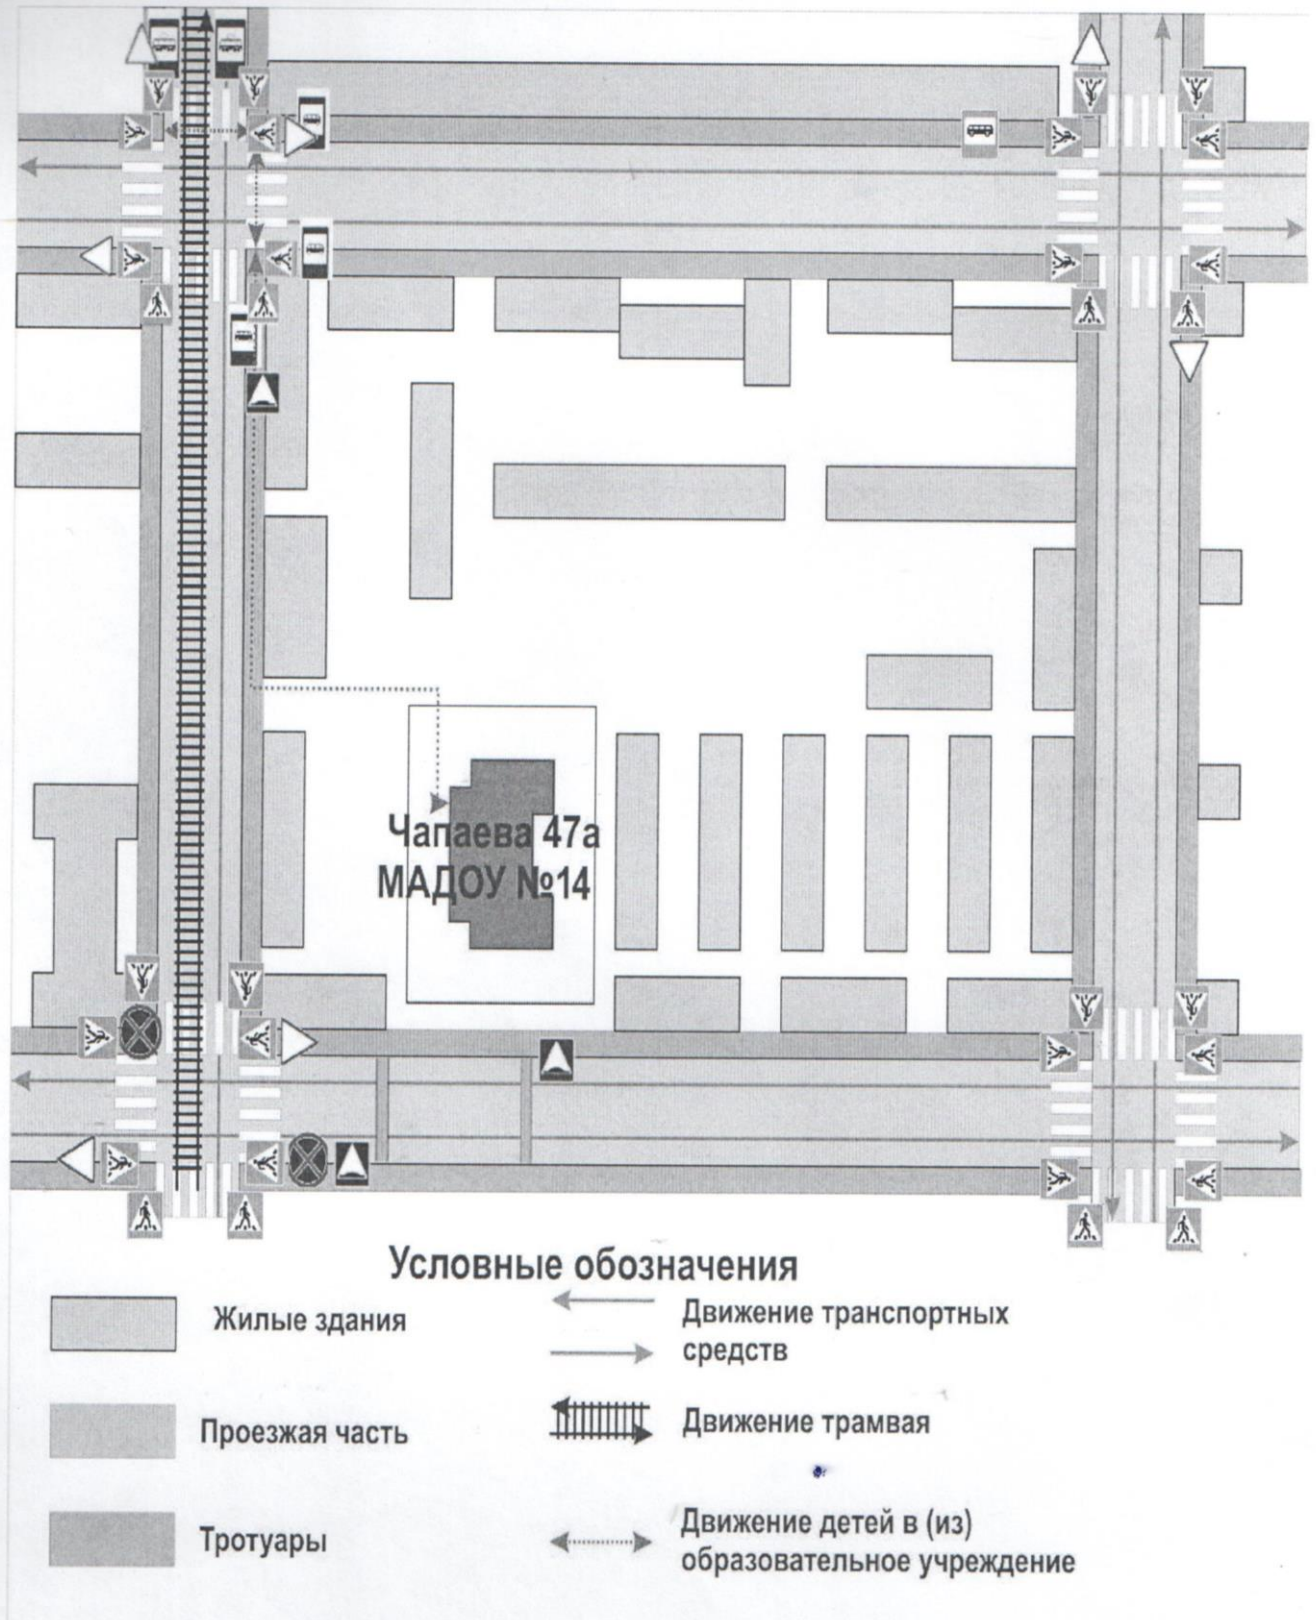 Чапаева 47а
МАДОУ №14
Условные обозначения
Жилые здания
Движение транспортных
средств
Проезжая часть
Движение трамвая
Тротуары
Движение детей в (из)
образовательное учреждение